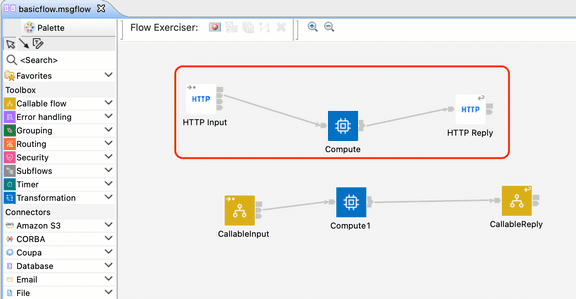 basicflow.msgflow
Palette
Flow Exerciser:
<Search>
Favorites
Toolbox
Callable flow
Error handling
Grouping
Routing
Security
Subflows
Timer
Transformation
Connectors
Amazon S3
CORBA
Coupa
Database
Email
File
HTTP
HTTP Input
Compute
HTTP
HTTP Reply
CallableInput
Compute1
CallableReply